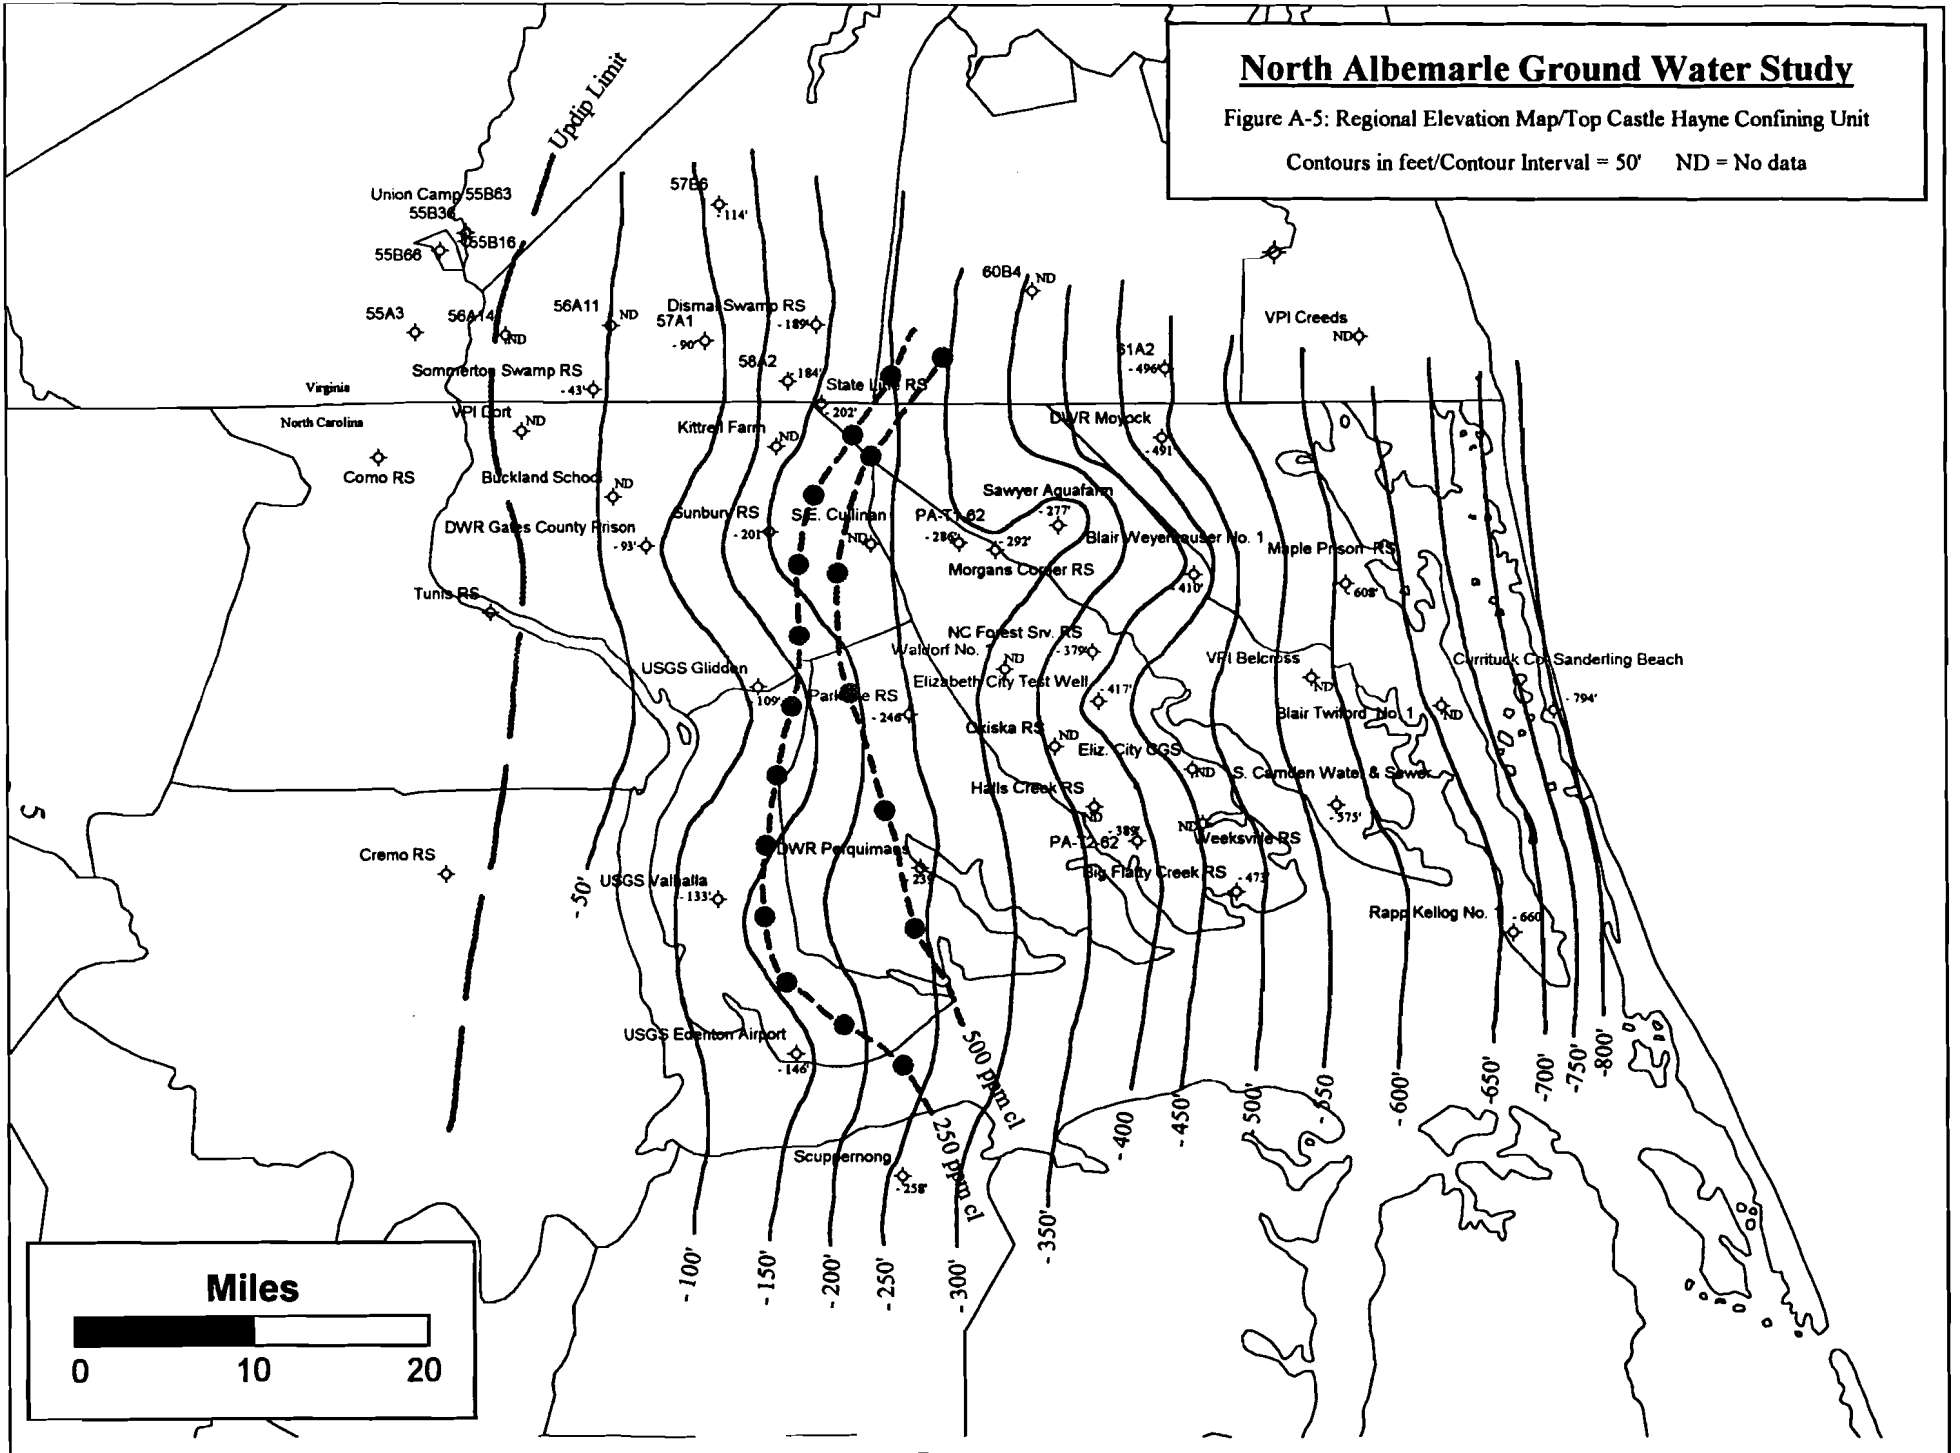 North Albemarle Ground Water Study
Figure A-5: Regional Elevation Map/Top Castle Hayne Confining Unit
Contours in feet/Contour Interval = 50' ND = No data
Updip Limit
Union Camp 55B63
55B36
55B16
55B66
57B6
- 114'
60B4
ND
55A3
56A14
ND
56A11
ND
Dismal Swamp RS
- 189'
57A1
- 90'
VPI Creeds
ND
61A2
- 496'
58A2
184'
Sommerton Swamp RS
- 43'
State Line RS
- 202'
Virginia
North Carolina
VPI Dort
ND
Kittrell Farm
ND
DWR Moyock
- 491'
Como RS
Buckland School
ND
Sawyer Aquafarm
- 277'
DWR Gates County Prison
- 93'
Sunbury RS
- 201'
S.E. Cullinan
ND
PA-T1-62
- 286'
- 292'
Morgans Corner RS
Blair Weyerhauser No. 1
- 410'
Maple Prison RS
- 608'
Tunis RS
NC Forest Srv. RS
- 379'
Waldorf No.
ND
USGS Glidden
- 109'
Elizabeth City Test Well
- 417'
VPI Belcross
ND
Currituck Co. Sanderling Beach
- 794'
Parkville RS
- 246'
Okiska RS
ND
Blair Twiford No. 1
ND
Eliz. City CGS
ND
S. Camden Water & Sewer
- 575'
Halls Creek RS
ND
PA-T2-62
- 389'
Weeksville RS
ND
DWR Perquimans
239'
Cremo RS
USGS Valhalla
- 133'
Big Flatty Creek RS
- 473'
Rapp Kellog No.
- 660'
USGS Edenton Airport
- 146'
Scuppernong
- 258'
500 ppm cl
250 ppm cl
- 50'
- 100'
- 150'
- 200'
- 250'
- 300'
- 350'
- 400
- 450'
- 500'
- 550
- 600'
-650'
-700'
-750'
-800'
5
Miles
0 10 20